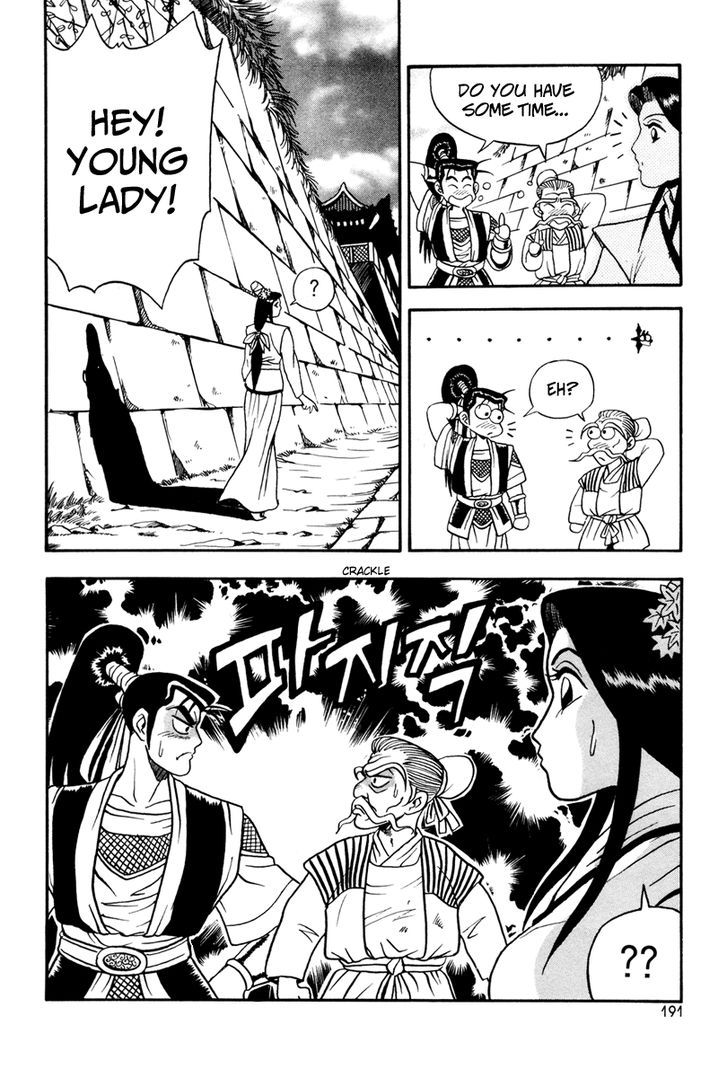 HEY!
YOUNG
LADY!
?
DO YOU HAVE
SOME TIME...
. . . . . . .
EH?
CRACKLE
파지직
??
191